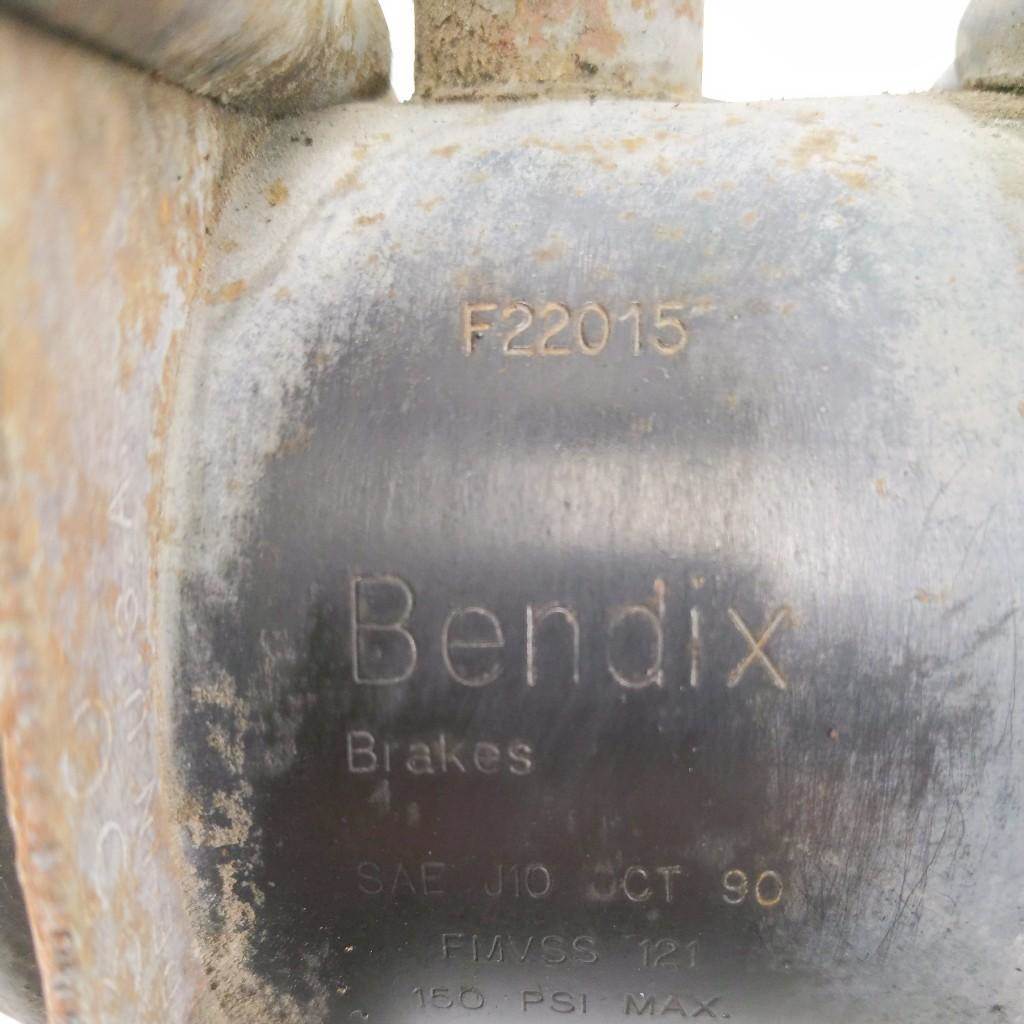 F22015
Bendix
Brakes
SAE J10 OCT 90
FMVSS 121
150 PSI MAX.